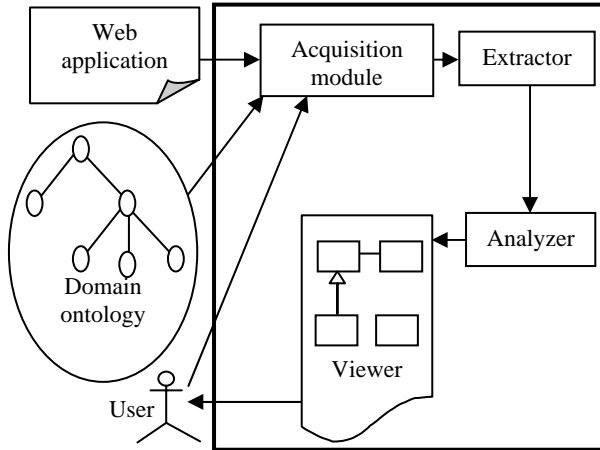 Web
application
Acquisition
module
Extractor
Analyzer
Domain
ontology
Viewer
User